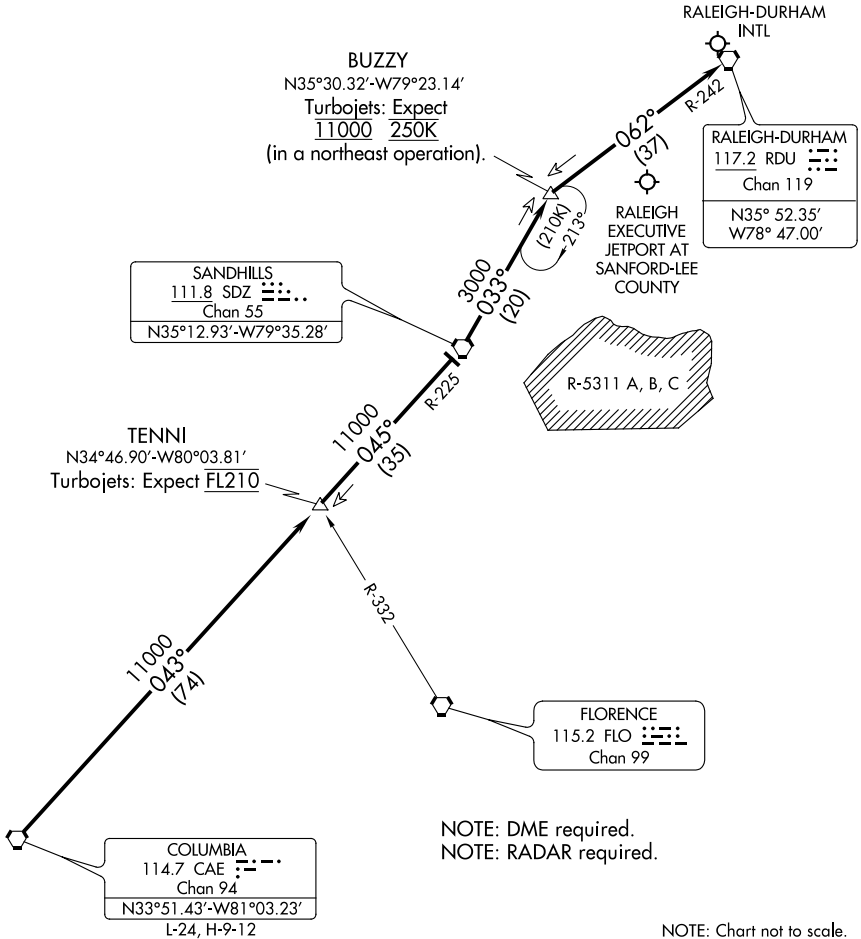 RALEIGH-DURHAM
INTL
BUZZY
N35°30.32′-W79°23.14′
Turbojets: Expect
11000 250K
(in a northeast operation).
R-242
062°
(37)
RALEIGH-DURHAM
117.2 RDU
Chan 119
N35° 52.35′
W78° 47.00′
RALEIGH
EXECUTIVE
JETPORT AT
SANFORD-LEE
COUNTY
(210K)
213°
3000
033°
(20)
SANDHILLS
111.8 SDZ
Chan 55
N35°12.93′-W79°35.28′
R-5311 A, B, C
R-225
11000
045°
(35)
TENNI
N34°46.90′-W80°03.81′
Turbojets: Expect FL210
R-332
11000
043°
(74)
FLORENCE
115.2 FLO
Chan 99
NOTE: DME required.
NOTE: RADAR required.
COLUMBIA
114.7 CAE
Chan 94
N33°51.43′-W81°03.23′
L-24, H-9-12
NOTE: Chart not to scale.